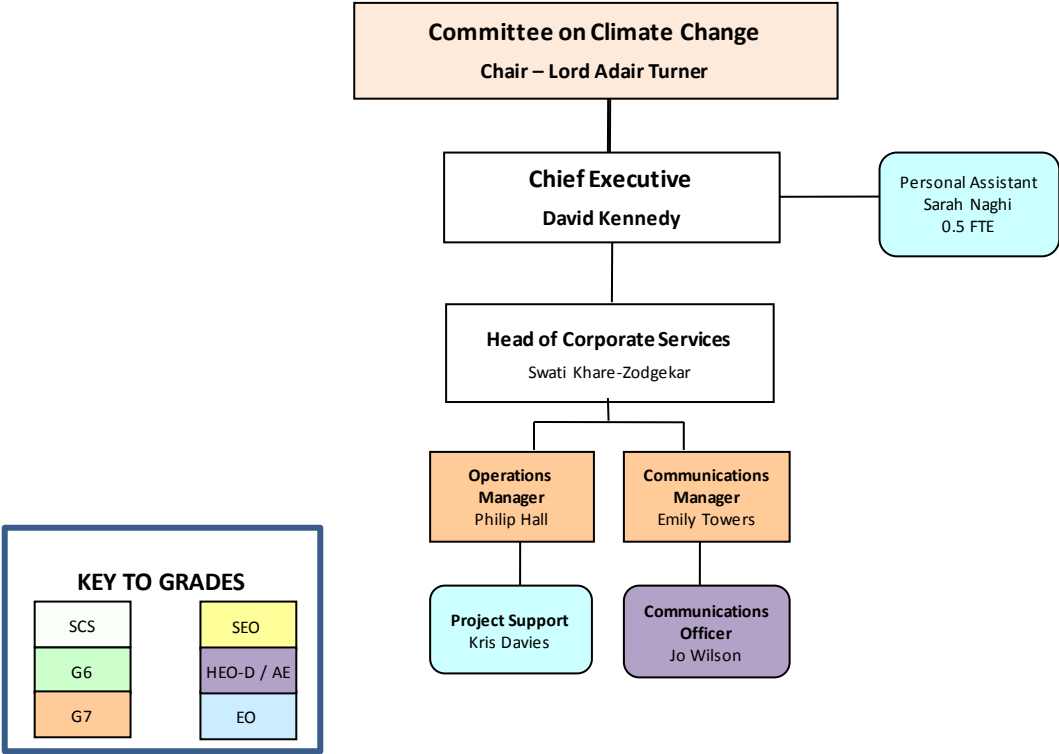 Committee on Climate Change
Chair – Lord Adair Turner
Chief Executive
David Kennedy
Personal Assistant
Sarah Naghi
0.5 FTE
Head of Corporate Services
Swati Khare-Zodgekar
Operations
Manager
Philip Hall
Communications
Manager
Emily Towers
Project Support
Kris Davies
Communications
Officer
Jo Wilson
KEY TO GRADES
SCS
SEO
G6
HEO-D / AE
G7
EO